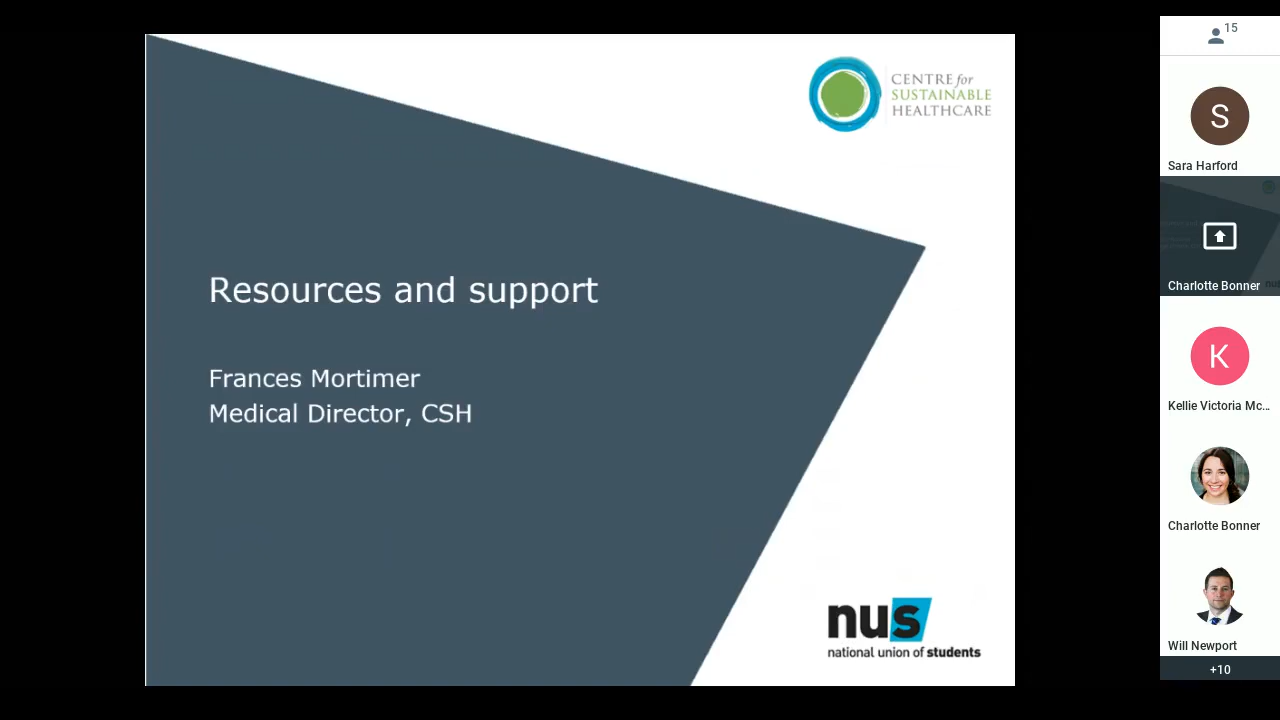 CENTRE for
SUSTAINABLE
HEALTHCARE
Resources and support
Frances Mortimer
Medical Director, CSH
nus
national union of students
15
S
Sara Harford
Charlotte Bonner
K
Kellie Victoria Mc...
Charlotte Bonner
Will Newport
+10